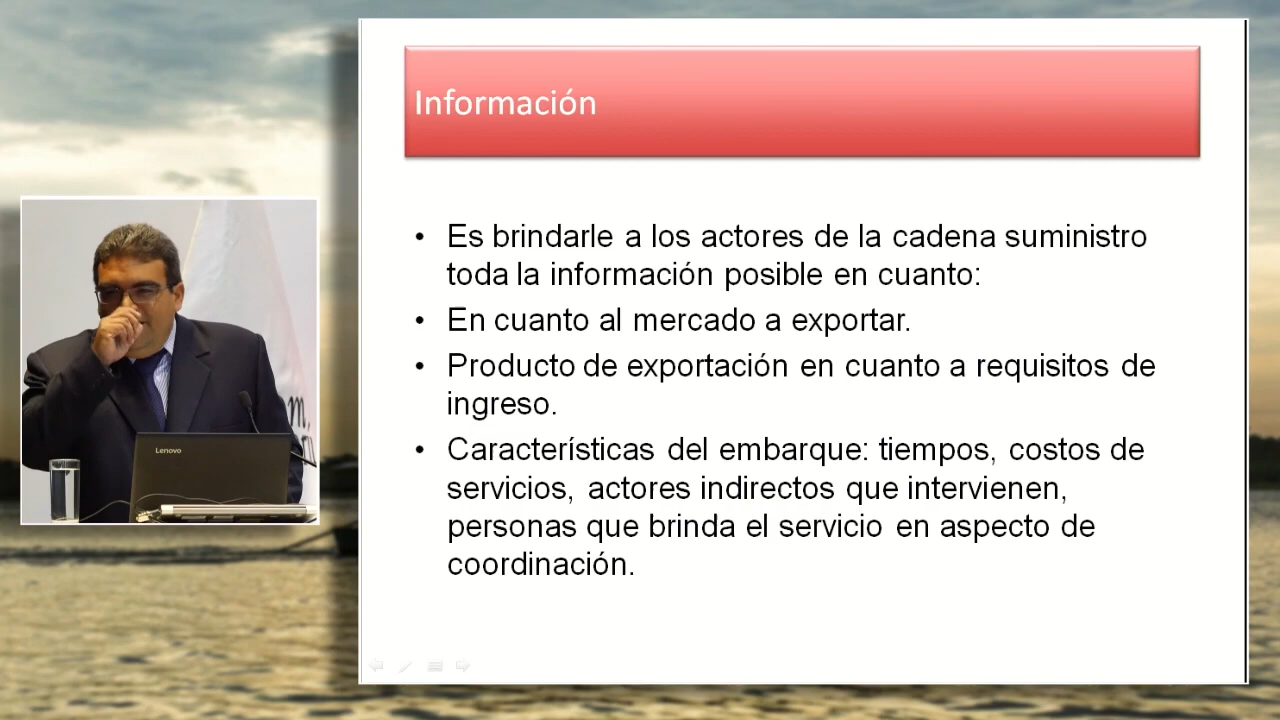 Información
• Es brindarle a los actores de la cadena suministro
toda la información posible en cuanto:
• En cuanto al mercado a exportar.
• Producto de exportación en cuanto a requisitos de
ingreso.
• Características del embarque: tiempos, costos de
servicios, actores indirectos que intervienen,
personas que brinda el servicio en aspecto de
coordinación.
Lenovo